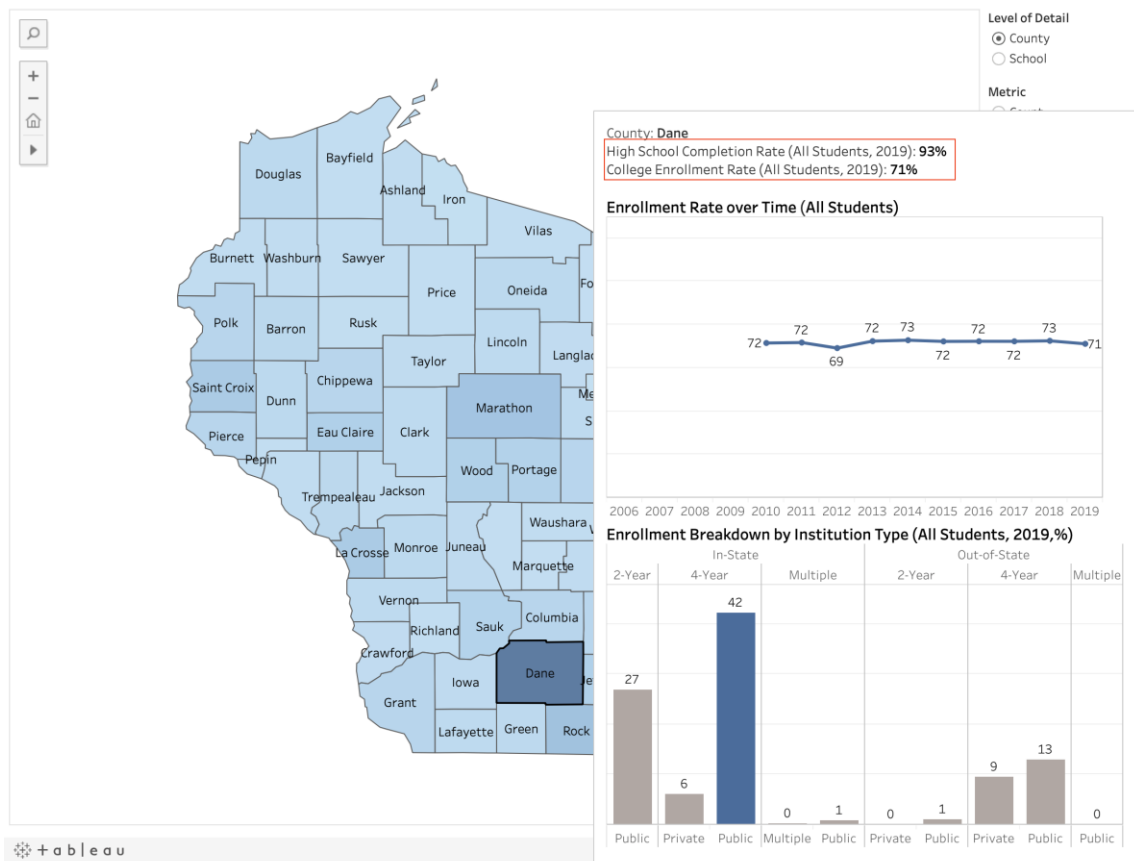 Level of Detail
County
School
Metric
County: Dane
High School Completion Rate (All Students, 2019): 93%
College Enrollment Rate (All Students, 2019): 71%
Enrollment Rate over Time (All Students)
72
72
69
72
73
72
72
72
73
71
2006 2007 2008 2009 2010 2011 2012 2013 2014 2015 2016 2017 2018 2019
Enrollment Breakdown by Institution Type (All Students, 2019,%)
In-State Out-of-State
2-Year 4-Year Multiple 2-Year 4-Year Multiple
27 6 42 0 1 0 1 9 13 0
Public Private Public Multiple Public Private Public Private Public Public
Douglas
Bayfield
Ashland
Iron
Vilas
Burnett
Washburn
Sawyer
Price
Oneida
Fo
Polk
Barron
Rusk
Lincoln
Taylor
Langlad
Saint Croix
Dunn
Chippewa
Marathon
Me
S
Pierce
Eau Claire
Clark
Pepin
Wood
Portage
Trempealeau
Jackson
Waushara
W
La Crosse
Monroe
Juneau
Marquette
Vernon
Richland
Sauk
Columbia
Crawford
Iowa
Dane
Je
Grant
Lafayette
Green
Rock
+ a b | e a u